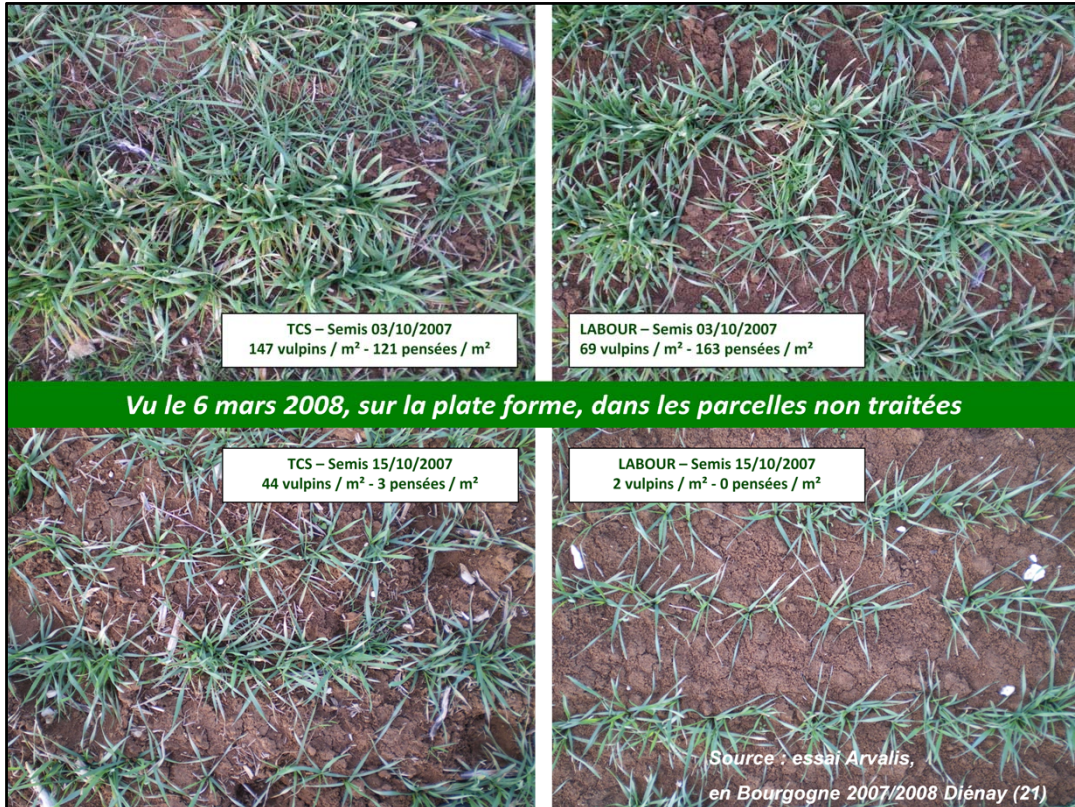 TCS – Semis 03/10/2007
147 vulpins / m² - 121 pensées / m²
LABOUR – Semis 03/10/2007
69 vulpins / m² - 163 pensées / m²
Vu le 6 mars 2008, sur la plate forme, dans les parcelles non traitées
TCS – Semis 15/10/2007
44 vulpins / m² - 3 pensées / m²
LABOUR – Semis 15/10/2007
2 vulpins / m² - 0 pensées / m²
Source : essai Arvalis,
en Bourgogne 2007/2008 Diénay (21)